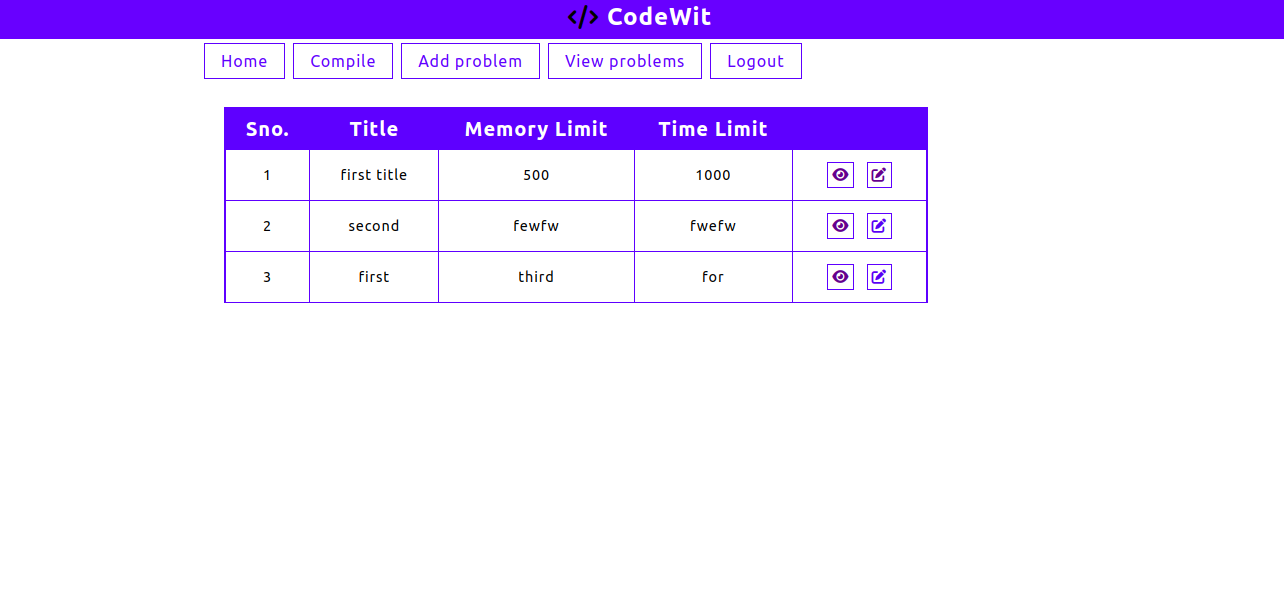 </> CodeWit
Home Compile Add problem View problems Logout
Sno. Title Memory Limit Time Limit
1 first title 500 1000
2 second fewfw fwefw
3 first third for